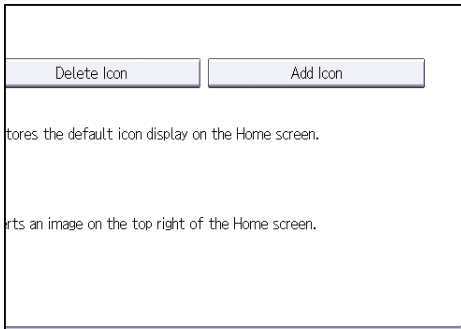 Delete Icon Add Icon
tores the default icon display on the Home screen.
rts an image on the top right of the Home screen.